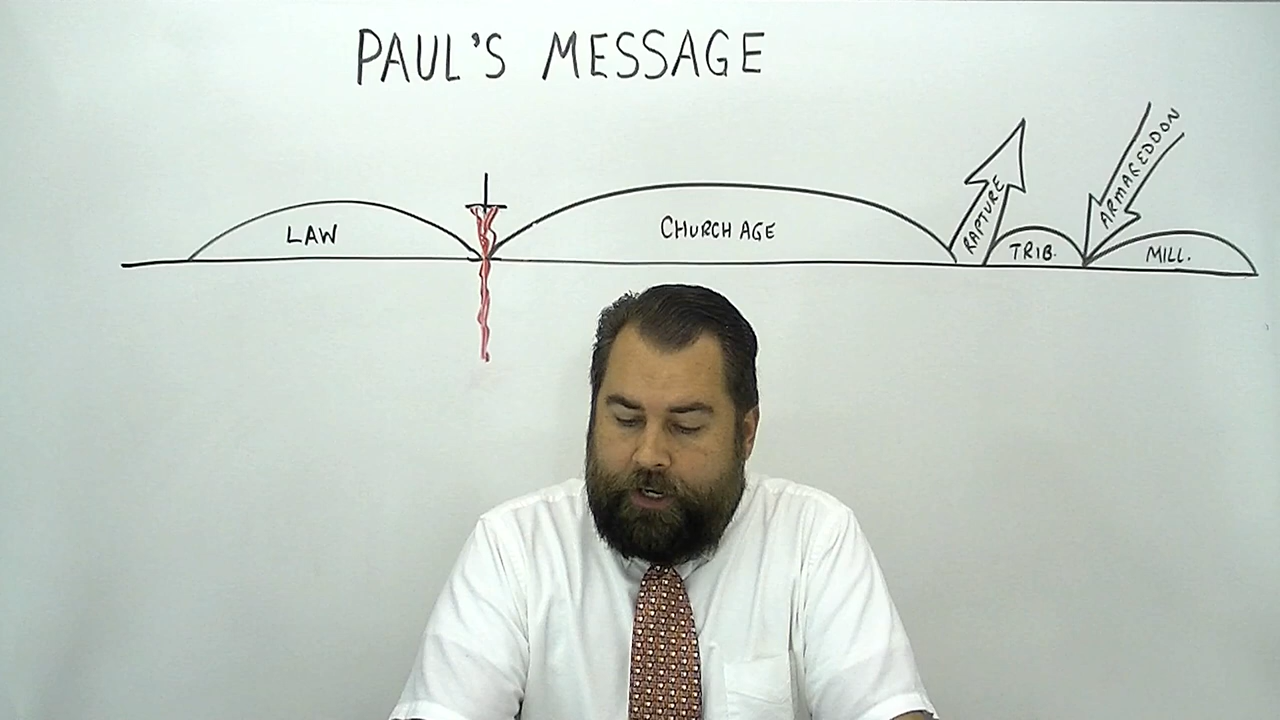 PAUL'S MESSAGE
LAW
CHURCH AGE
RAPTURE
TRIB.
ARMAGEDDON
MILL.